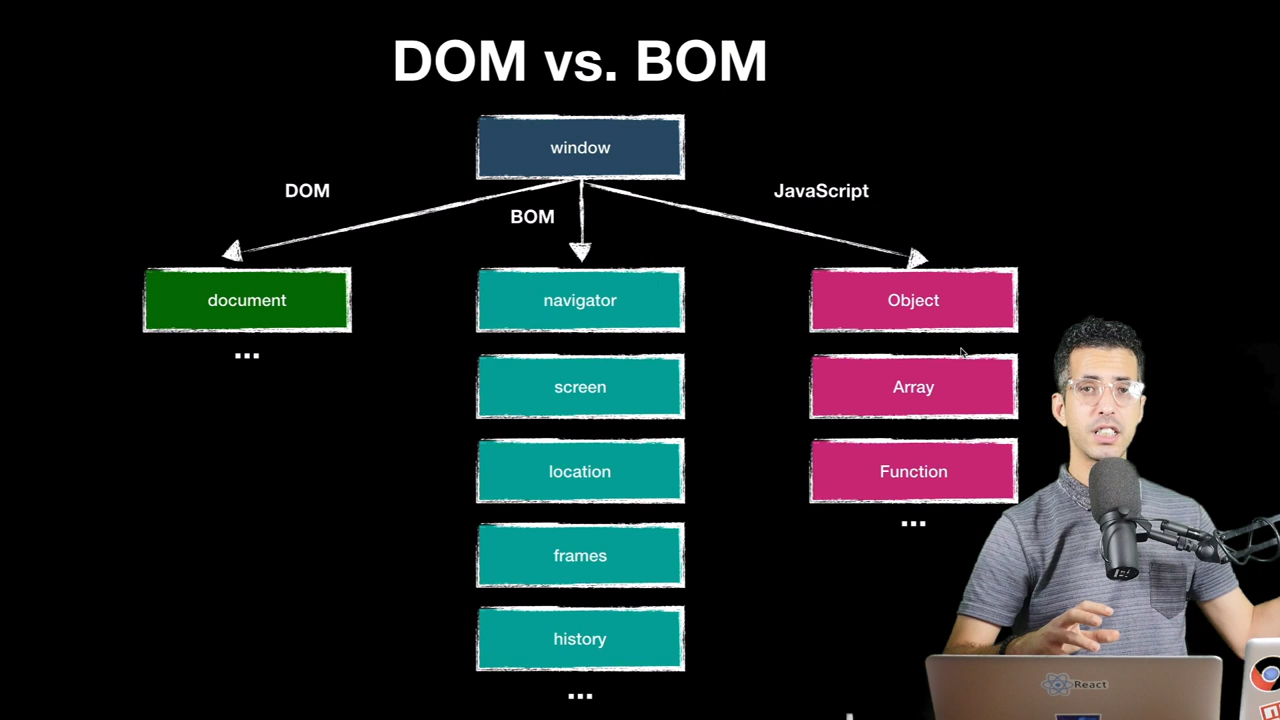 DOM vs. BOM
window
DOM
BOM
JavaScript
document
navigator
Object
...
screen
Array
location
Function
...
frames
history
...
React